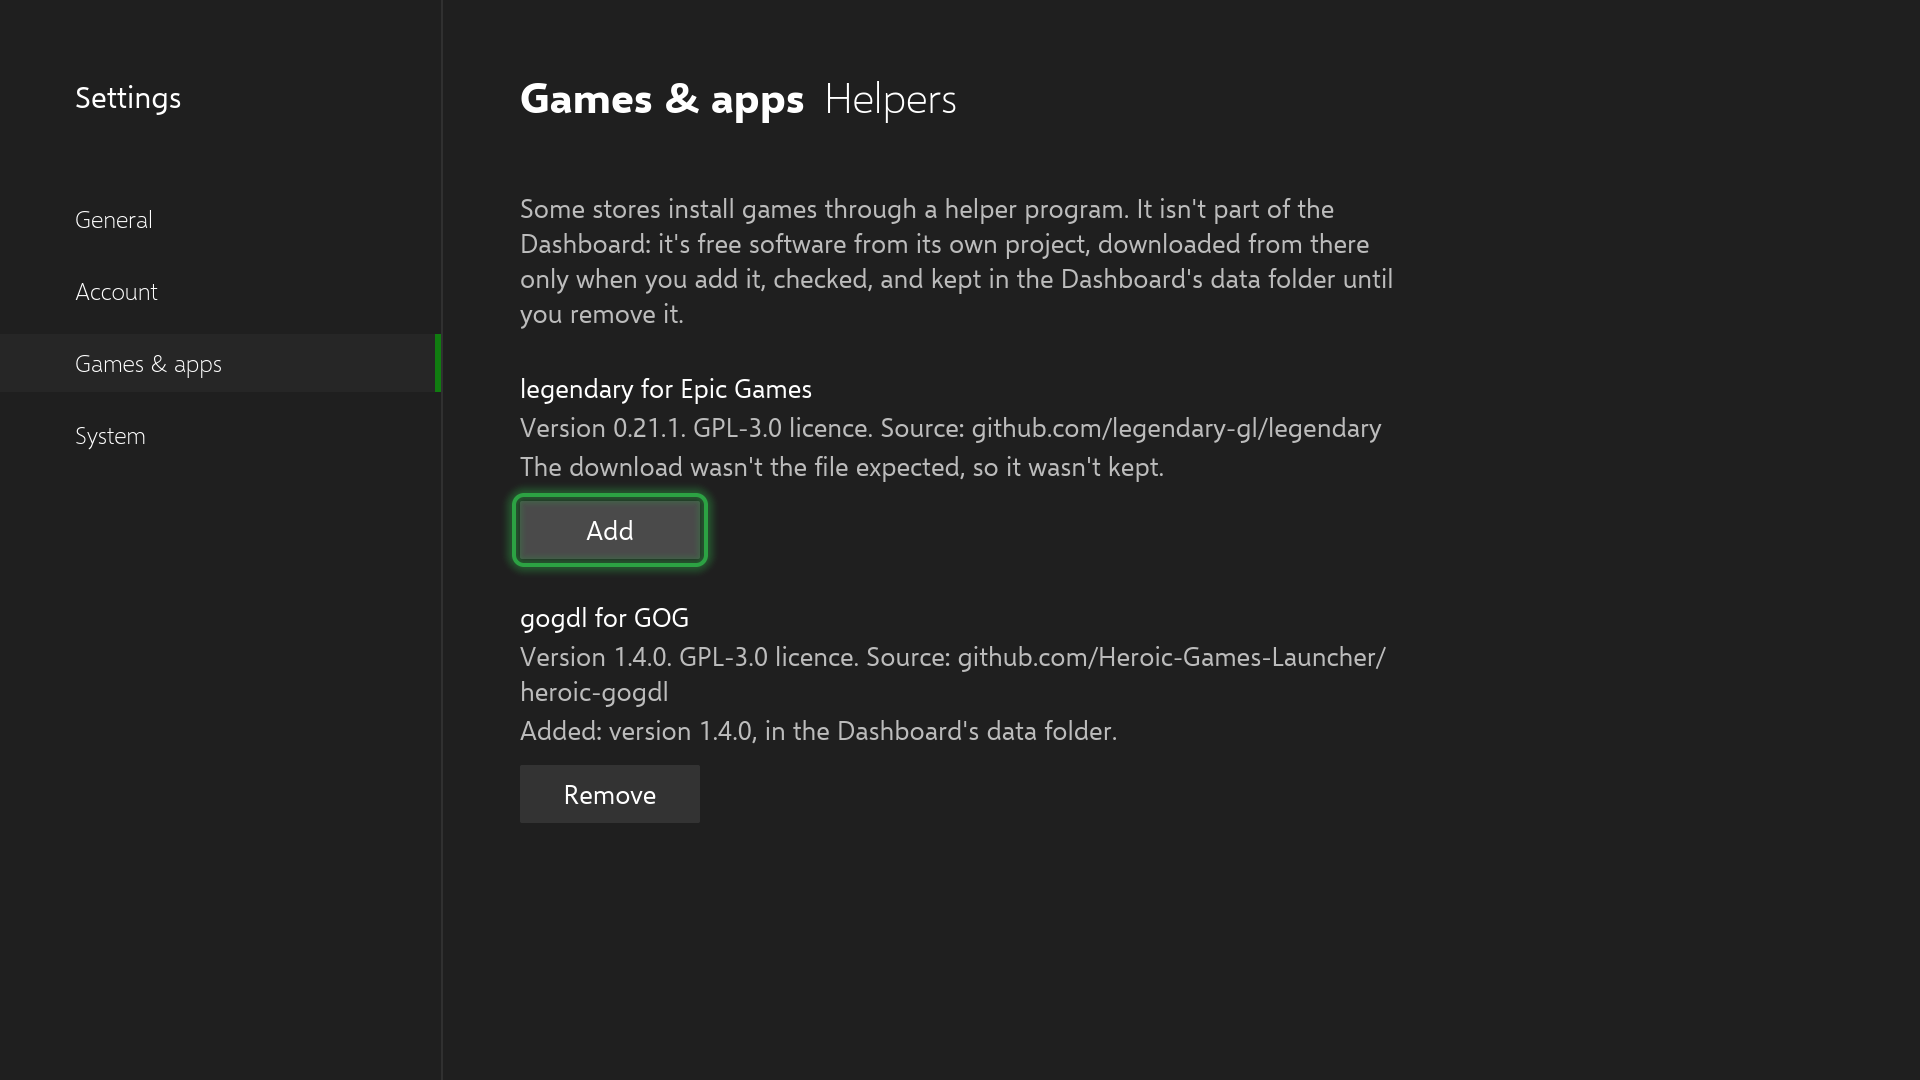 Settings
General
Account
Games & apps
System
Games & apps Helpers
Some stores install games through a helper program. It isn't part of the
Dashboard: it's free software from its own project, downloaded from there
only when you add it, checked, and kept in the Dashboard's data folder until
you remove it.
legendary for Epic Games
Version 0.21.1. GPL-3.0 licence. Source: github.com/legendary-gl/legendary
The download wasn't the file expected, so it wasn't kept.
Add
gogdl for GOG
Version 1.4.0. GPL-3.0 licence. Source: github.com/Heroic-Games-Launcher/
heroic-gogdl
Added: version 1.4.0, in the Dashboard's data folder.
Remove